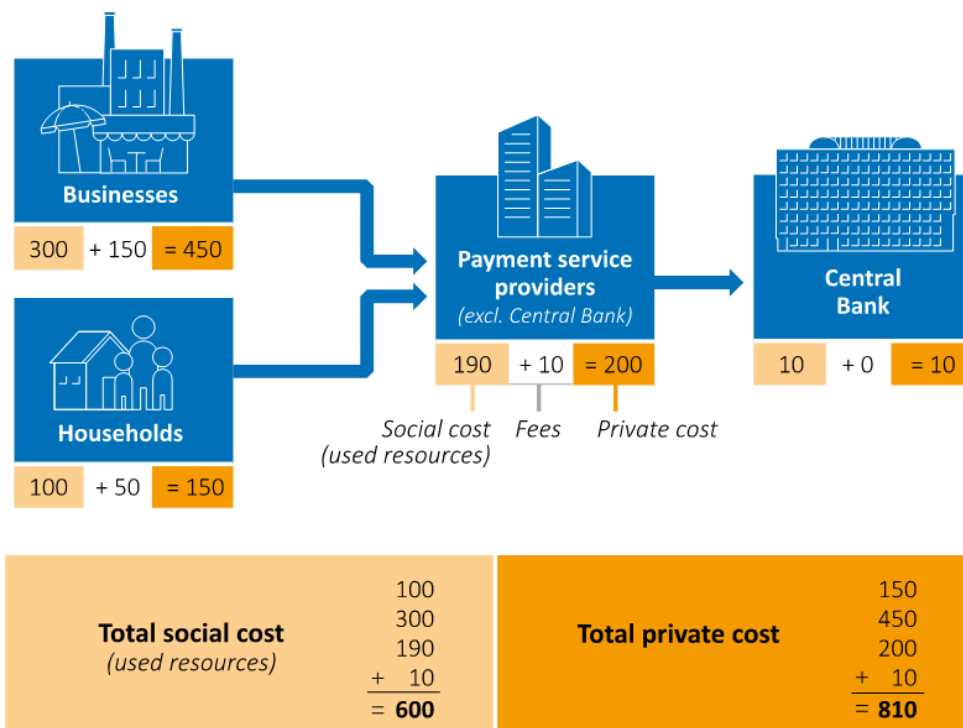 Businesses
300 + 150 = 450
Households
100 + 50 = 150
Payment service
providers
(excl. Central Bank)
190 + 10 = 200
Social cost
(used resources)
Fees
Private cost
Central
Bank
10 + 0 = 10
Total social cost
(used resources)
100
300
190
+ 10
= 600
Total private cost
150
450
200
+ 10
= 810